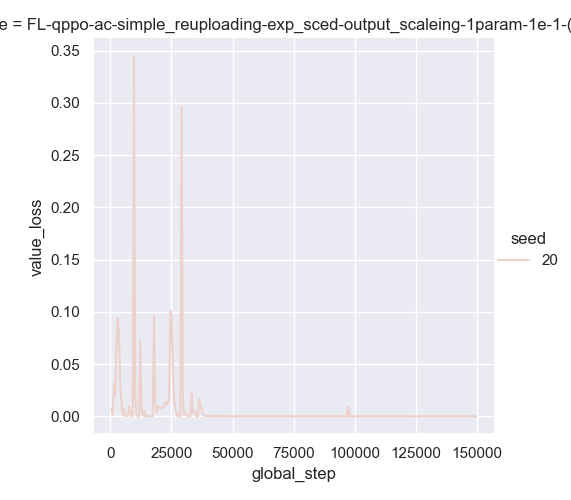 e = FL-qppo-ac-simple_reuploading-exp_sced-output_scaleing-1param-1e-1-(
0.35
0.30
0.25
0.20
0.15
0.10
0.05
0.00
value_loss
0 25000 50000 75000 100000 125000 150000
global_step
seed
20